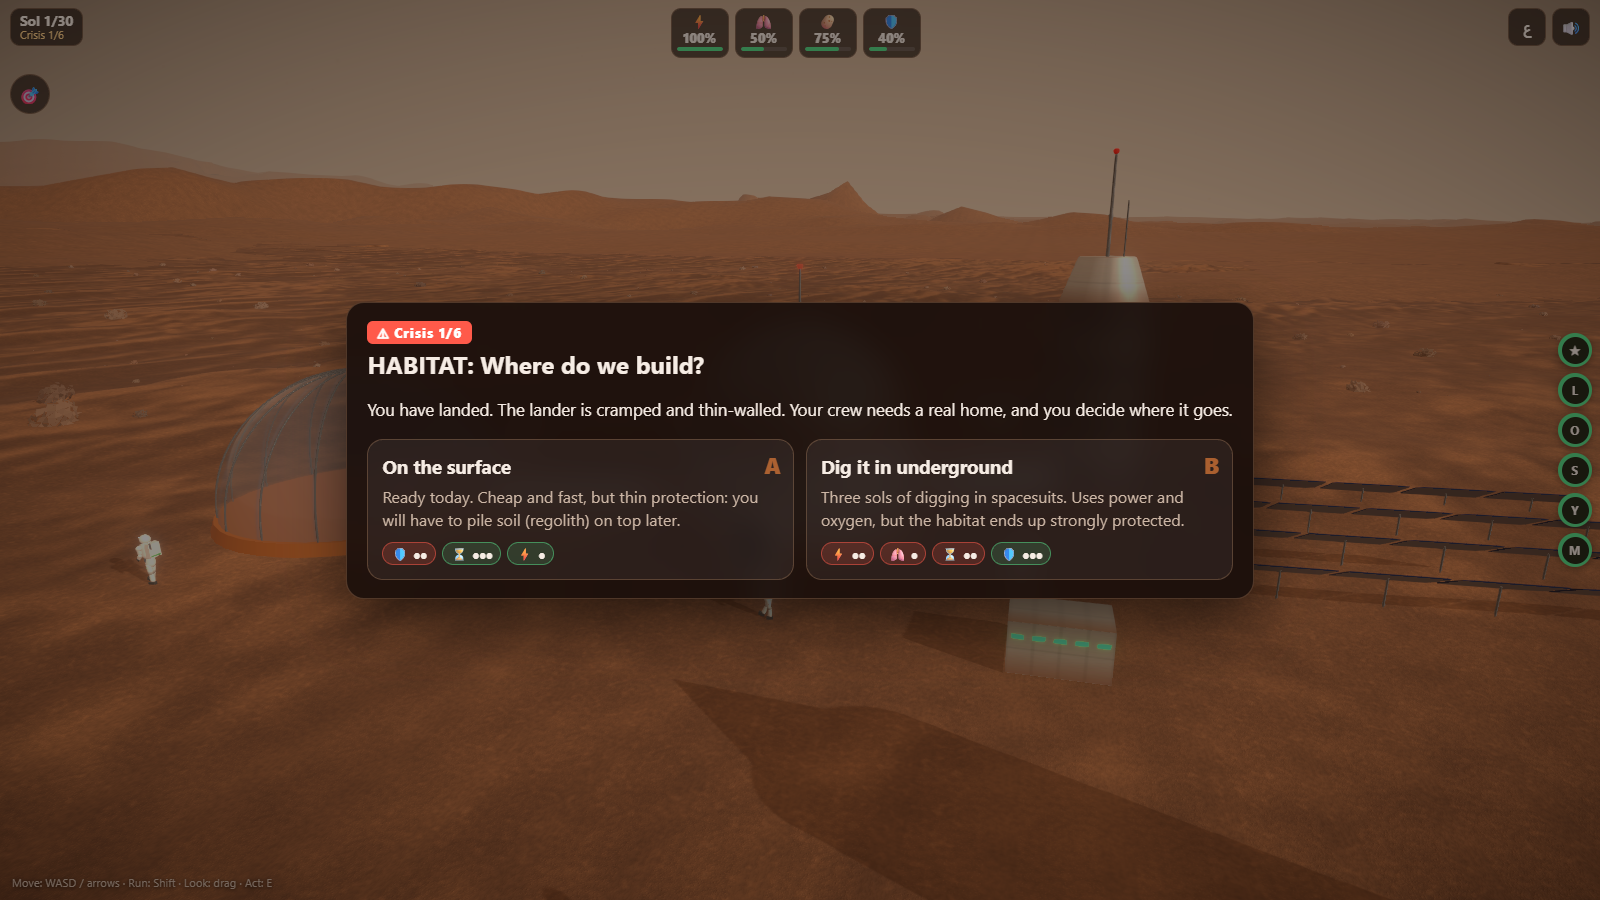 Sol 1/30
Crisis 1/6
100%
50%
75%
40%
ع
⚠ Crisis 1/6
HABITAT: Where do we build?
You have landed. The lander is cramped and thin-walled. Your crew needs a real home, and you decide where it goes.
On the surface
A
Ready today. Cheap and fast, but thin protection: you
will have to pile soil (regolith) on top later.
Dig it in underground
B
Three sols of digging in spacesuits. Uses power and
oxygen, but the habitat ends up strongly protected.
★
L
O
S
Y
M
Move: WASD / arrows · Run: Shift · Look: drag · Act: E